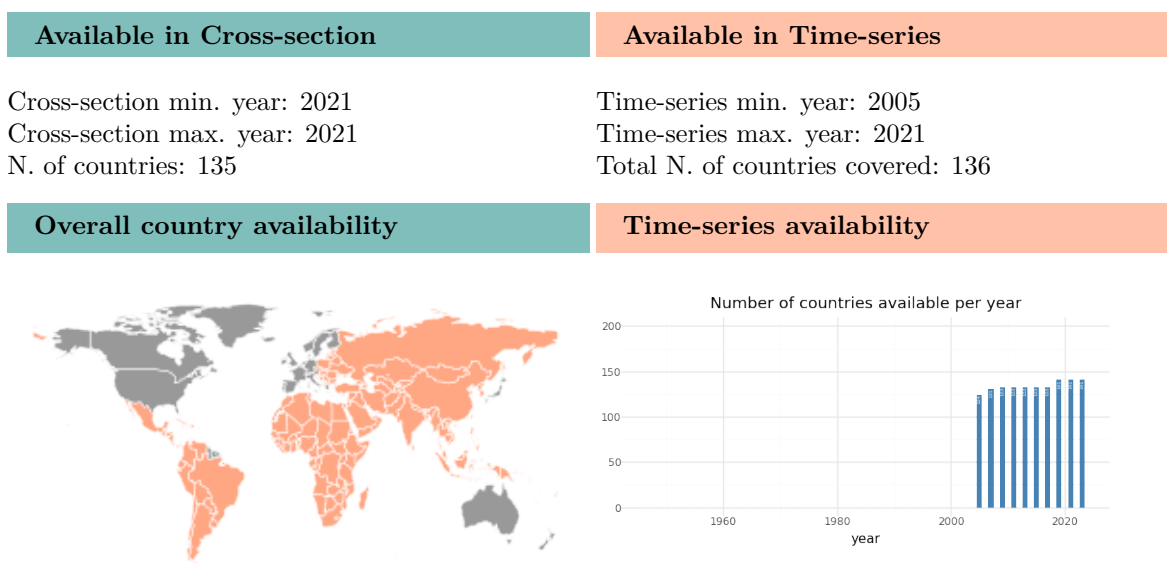 Available in Cross-section
Cross-section min. year: 2021
Cross-section max. year: 2021
N. of countries: 135
Available in Time-series
Time-series min. year: 2005
Time-series max. year: 2021
Total N. of countries covered: 136
Overall country availability
Time-series availability
Number of countries available per year
200
150
100
50
0
1960 1980 2000 2020
year